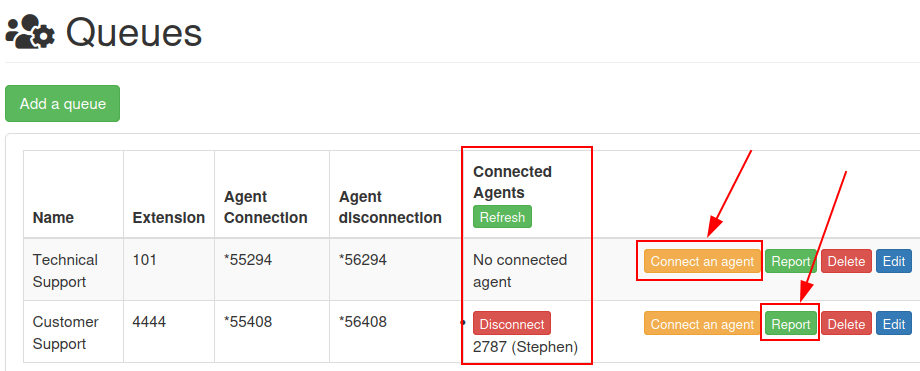 Queues
Add a queue
Name Extension Agent Connection Agent disconnection Connected Agents Refresh
Technical Support 101 *55294 *56294 No connected agent Connect an agent Report Delete Edit
Customer Support 4444 *55408 *56408 Disconnect 2787 (Stephen) Connect an agent Report Delete Edit